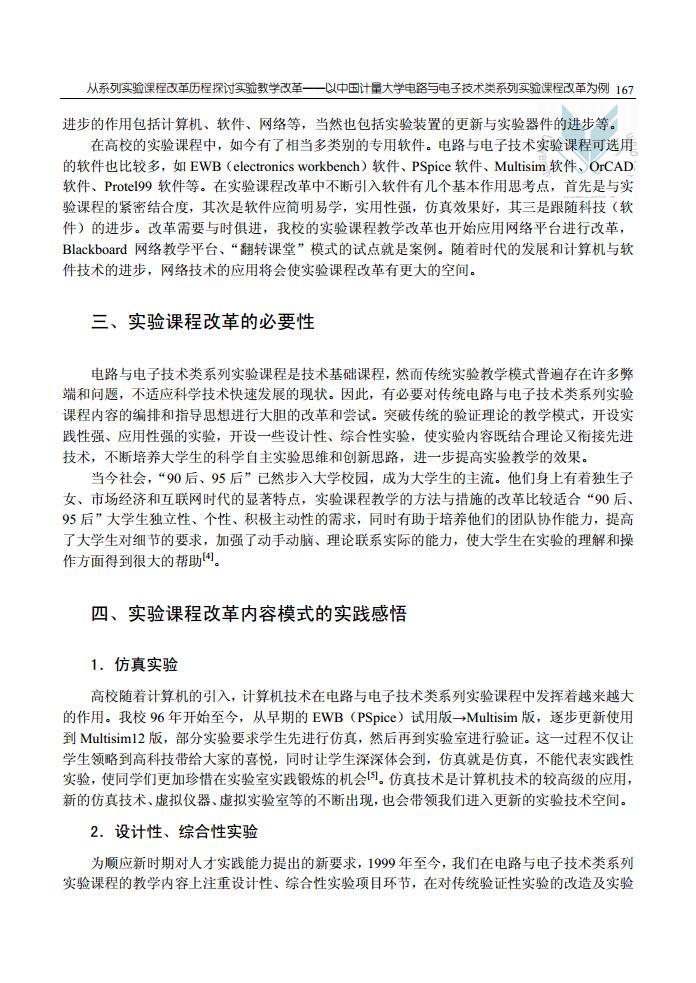 从系列实验课程改革历程探讨实验教学改革——以中国计量大学电路与电子技术类系列实验课程改革为例 167
进步的作用包括计算机、软件、网络等，当然也包括实验装置的更新与实验器件的进步等。
在高校的实验课程中，如今有了相当多类别的专用软件。电路与电子技术实验课程可选用
的软件也比较多，如 EWB（electronics workbench）软件、PSpice 软件、Multisim 软件、OrCAD
软件、Protel99 软件等。在实验课程改革中不断引入软件有几个基本作用思考点，首先是与实
验课程的紧密结合度，其次是软件应简明易学，实用性强，仿真效果好，其三是跟随科技（软
件）的进步。改革需要与时俱进，我校的实验课程教学改革也开始应用网络平台进行改革，
Blackboard 网络教学平台、“翻转课堂”模式的试点就是案例。随着时代的发展和计算机与软
件技术的进步，网络技术的应用将会使实验课程改革有更大的空间。
三、实验课程改革的必要性
电路与电子技术类系列实验课程是技术基础课程，然而传统实验教学模式普遍存在许多弊
端和问题，不适应科学技术快速发展的现状。因此，有必要对传统电路与电子技术类系列实验
课程内容的编排和指导思想进行大胆的改革和尝试。突破传统的验证理论的教学模式，开设实
践性强、应用性强的实验，开设一些设计性、综合性实验，使实验内容既结合理论又衔接先进
技术，不断培养大学生的科学自主实验思维和创新思路，进一步提高实验教学的效果。
当今社会，“90 后、95 后”已然步入大学校园，成为大学生的主流。他们身上有着独生子
女、市场经济和互联网时代的显著特点，实验课程教学的方法与措施的改革比较适合“90 后、
95 后”大学生独立性、个性、积极主动性的需求，同时有助于培养他们的团队协作能力，提高
了大学生对细节的要求，加强了动手动脑、理论联系实际的能力，使大学生在实验的理解和操
作方面得到很大的帮助[4]。
四、实验课程改革内容模式的实践感悟
1．仿真实验
高校随着计算机的引入，计算机技术在电路与电子技术类系列实验课程中发挥着越来越大
的作用。我校 96 年开始至今，从早期的 EWB（PSpice）试用版→Multisim 版，逐步更新使用
到 Multisim12 版，部分实验要求学生先进行仿真，然后再到实验室进行验证。这一过程不仅让
学生领略到高科技带给大家的喜悦，同时让学生深深体会到，仿真就是仿真，不能代表实践性
实验，使同学们更加珍惜在实验室实践锻炼的机会[5]。仿真技术是计算机技术的较高级的应用，
新的仿真技术、虚拟仪器、虚拟实验室等的不断出现，也会带领我们进入更新的实验技术空间。
2．设计性、综合性实验
为顺应新时期对人才实践能力提出的新要求，1999 年至今，我们在电路与电子技术类系列
实验课程的教学内容上注重设计性、综合性实验项目环节，在对传统验证性实验的改造及实验